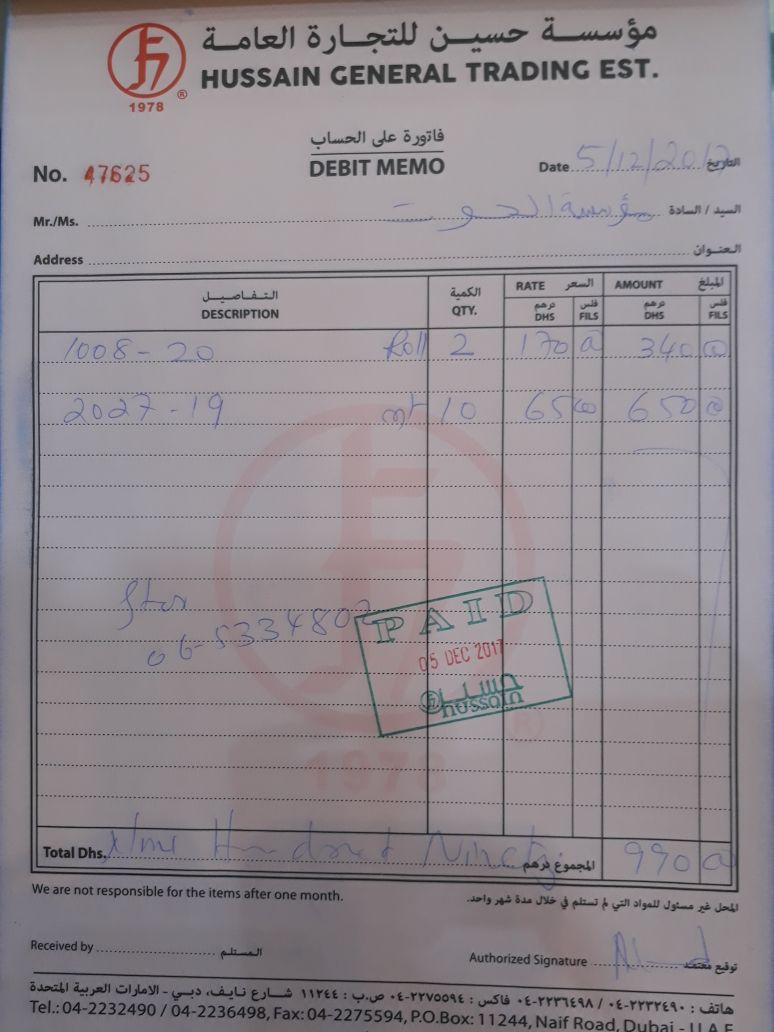 مؤسسة حسين للتجارة العامة
HUSSAIN GENERAL TRADING EST.
® 1978
فاتورة على الحساب
DEBIT MEMO
No. 47625
Date 5/12/2017 التاريخ
Mr./Ms. مؤسسة السيد / السادة
Address العنوان
التفاصيل DESCRIPTION
الكمية QTY.
RATE السعر
درهم DHS فلس FILS
AMOUNT المبلغ
درهم DHS فلس FILS
1008-20 Roll 2 170 340
2027-19 mt 10 65 650
06-5334802
PAID
05 DEC 2017
حسين
hussain
1978 ®
Total Dhs. Nine Hundred Ninety المجموع درهم 990
We are not responsible for the items after one month. المحل غير مسئول للمواد التي لم تستلم في خلال مدة شهر واحد.
Received by المستلم
Authorized Signature توقيع معتمد
هاتف : ٠٤-٢٢٣٢٤٩٠ / ٠٤-٢٢٣٦٤٩٨ فاكس : ٠٤-٢٢٧٥٥٩٤ ص.ب : ١١٢٤٤ شارع نايف، دبي - الامارات العربية المتحدة
Tel.: 04-2232490 / 04-2236498, Fax: 04-2275594, P.O.Box: 11244, Naif Road, Dubai - U.A.E